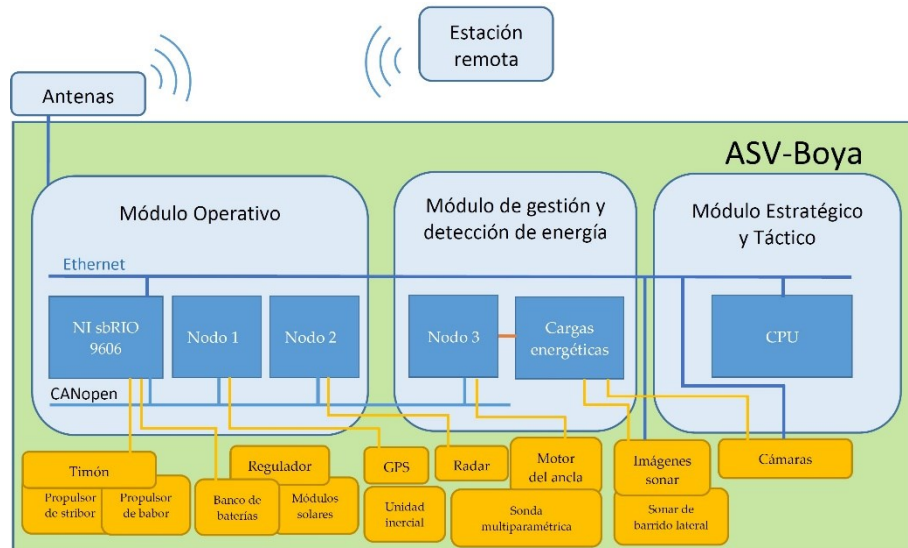 Estación
remota
Antenas
ASV-Boya
Módulo Operativo
Módulo de gestión y
detección de energía
Módulo Estratégico
y Táctico
Ethernet
NI sbRIO
9606
Nodo 1
Nodo 2
Nodo 3
Cargas
energéticas
CPU
CANopen
Timón
Propulsor
de stribor
Propulsor
de babor
Regulador
Banco de
baterías
Módulos
solares
GPS
Unidad
inercial
Radar
Motor
del ancla
Sonda
multiparamétrica
Imágenes
sonar
Sonar de
barrido lateral
Cámaras